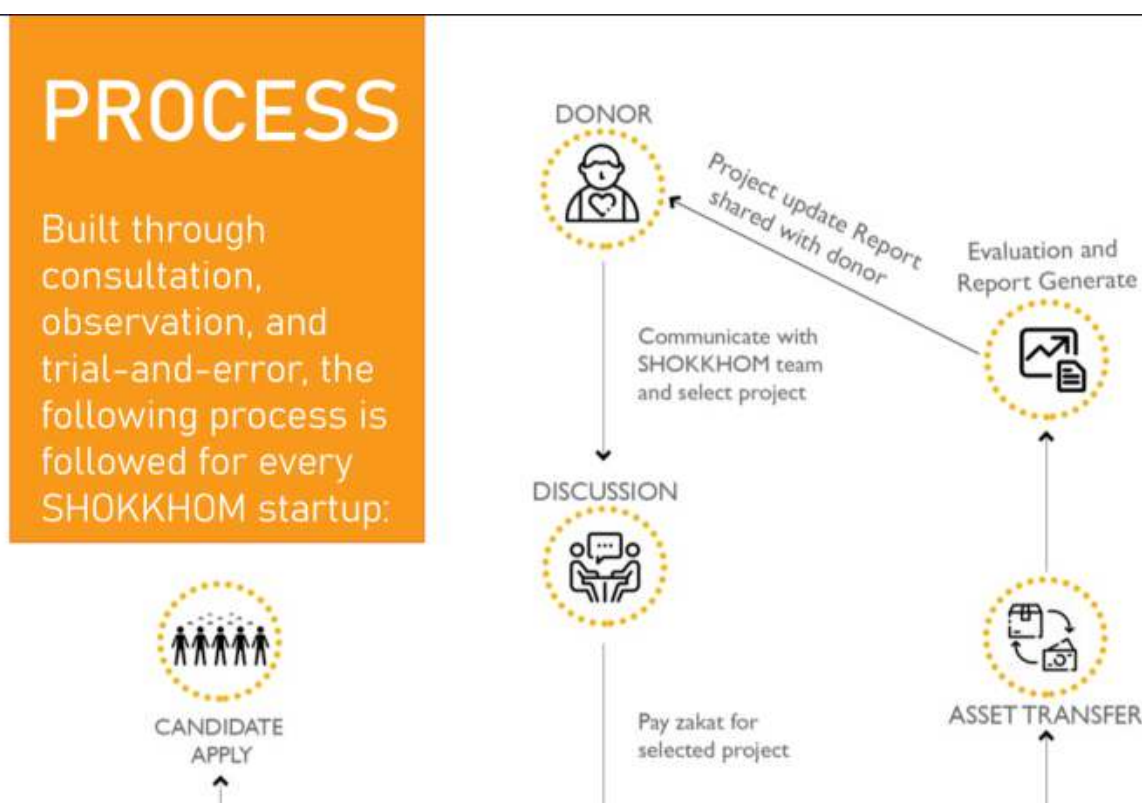 PROCESS
Built through
consultation,
observation, and
trial-and-error, the
following process is
followed for every
SHOKKHOM startup:
DONOR
Project update Report
shared with donor
Evaluation and
Report Generate
Communicate with
SHOKKHOM team
and select project
DISCUSSION
CANDIDATE
APPLY
Pay zakat for
selected project
ASSET TRANSFER